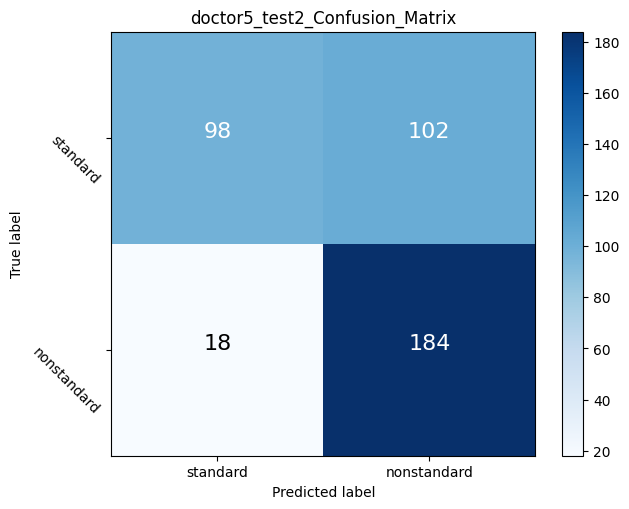 doctor5_test2_Confusion_Matrix
True label
standard
nonstandard
98
102
18
184
standard
nonstandard
Predicted label
180
160
140
120
100
80
60
40
20